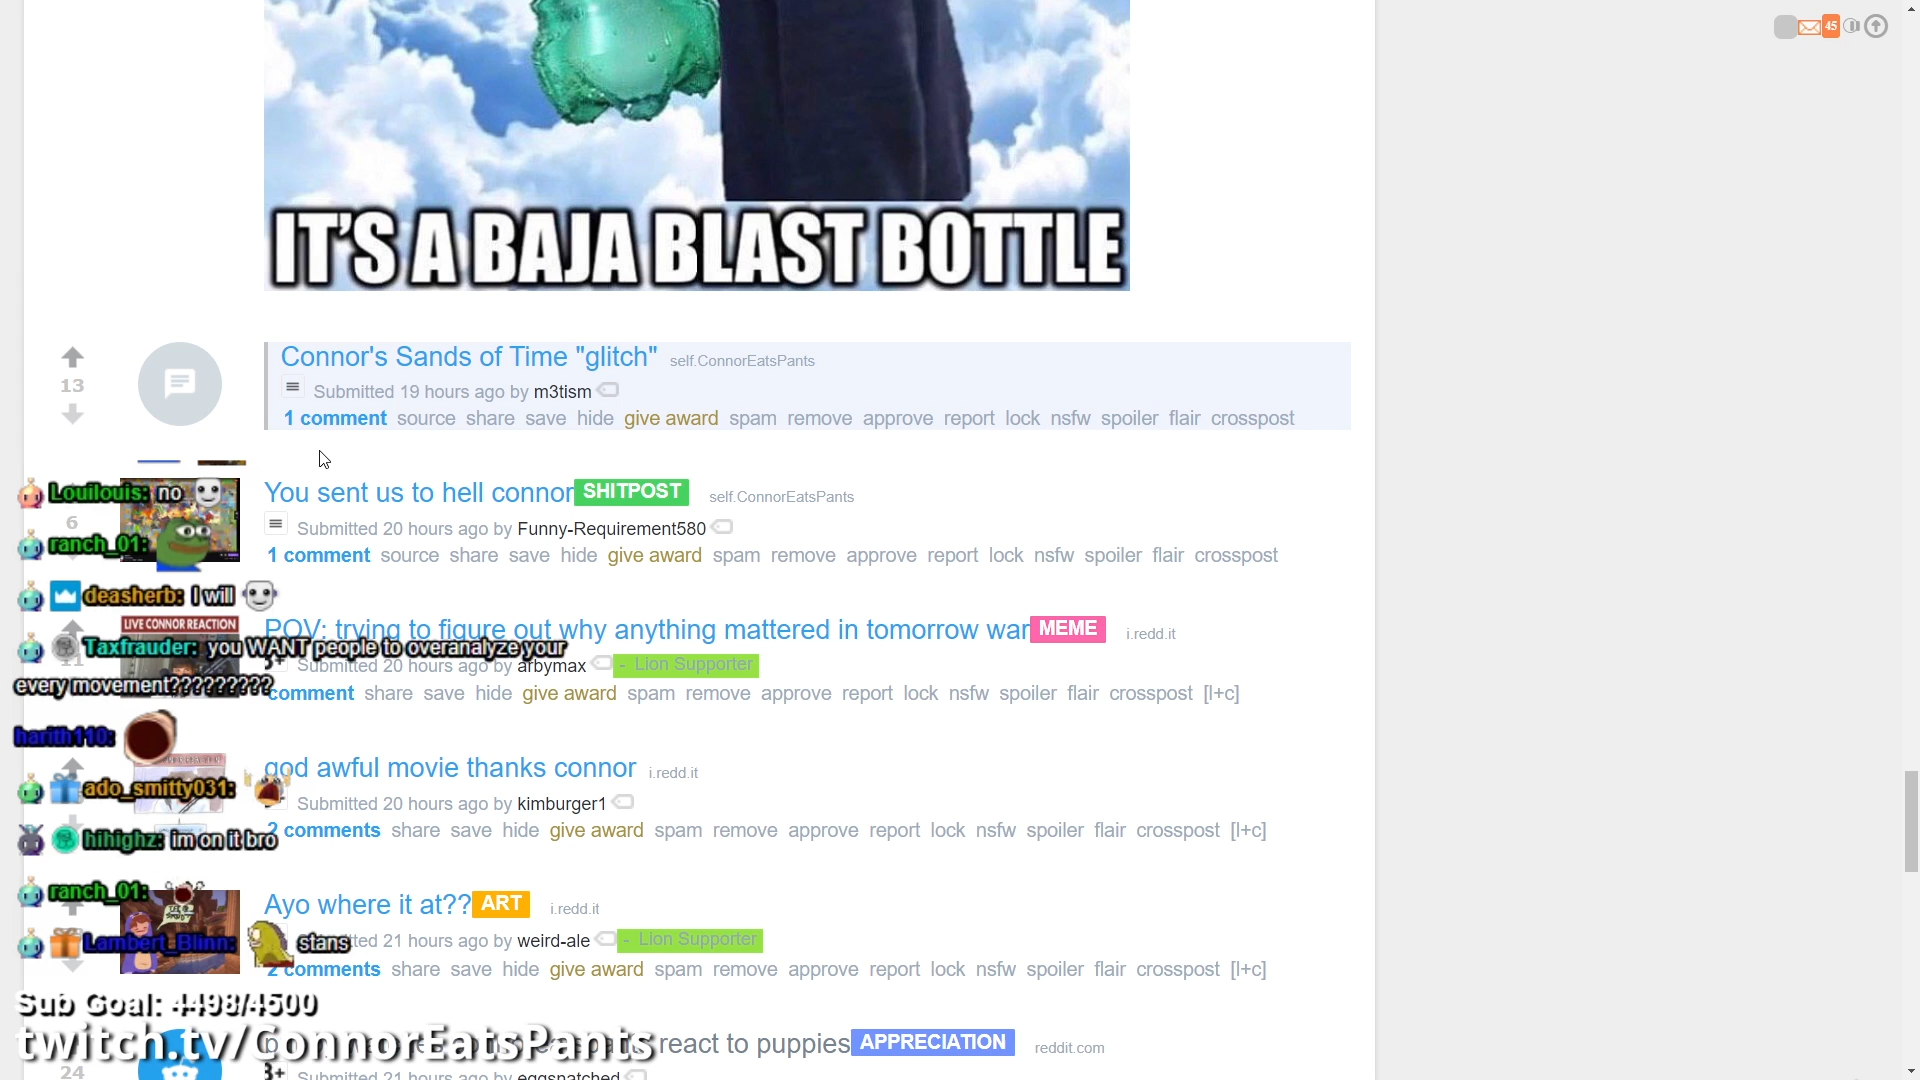 45
IT'S A BAJA BLAST BOTTLE
Connor's Sands of Time "glitch" self.ConnorEatsPants
13
Submitted 19 hours ago by m3tism
1 comment source share save hide give award spam remove approve report lock nsfw spoiler flair crosspost
You sent us to hell connor SHITPOST self.ConnorEatsPants
Louilouis: no
6
Submitted 20 hours ago by Funny-Requirement580
ranch_01:
1 comment source share save hide give award spam remove approve report lock nsfw spoiler flair crosspost
deasherb: I will
LIVE CONNOR REACTION
POV: trying to figure out why anything mattered in tomorrow war MEME i.redd.it
Taxfrauder: you WANT people to overanalyze your
11
Submitted 20 hours ago by arbymax - Lion Supporter
every movement?????????
comment share save hide give award spam remove approve report lock nsfw spoiler flair crosspost [l+c]
harith110:
god awful movie thanks connor i.redd.it
ado_smitty031:
Submitted 20 hours ago by kimburger1
2 comments share save hide give award spam remove approve report lock nsfw spoiler flair crosspost [l+c]
hihighz: im on it bro
ranch_01:
Ayo where it at?? ART i.redd.it
Lambert_Blinn: stans
tted 21 hours ago by weird-ale - Lion Supporter
2 comments share save hide give award spam remove approve report lock nsfw spoiler flair crosspost [l+c]
Sub Goal: 4498/4500
twitch.tv/ConnorEatsPants
react to puppies APPRECIATION reddit.com
24
Submitted 21 hours ago by eggsnatched